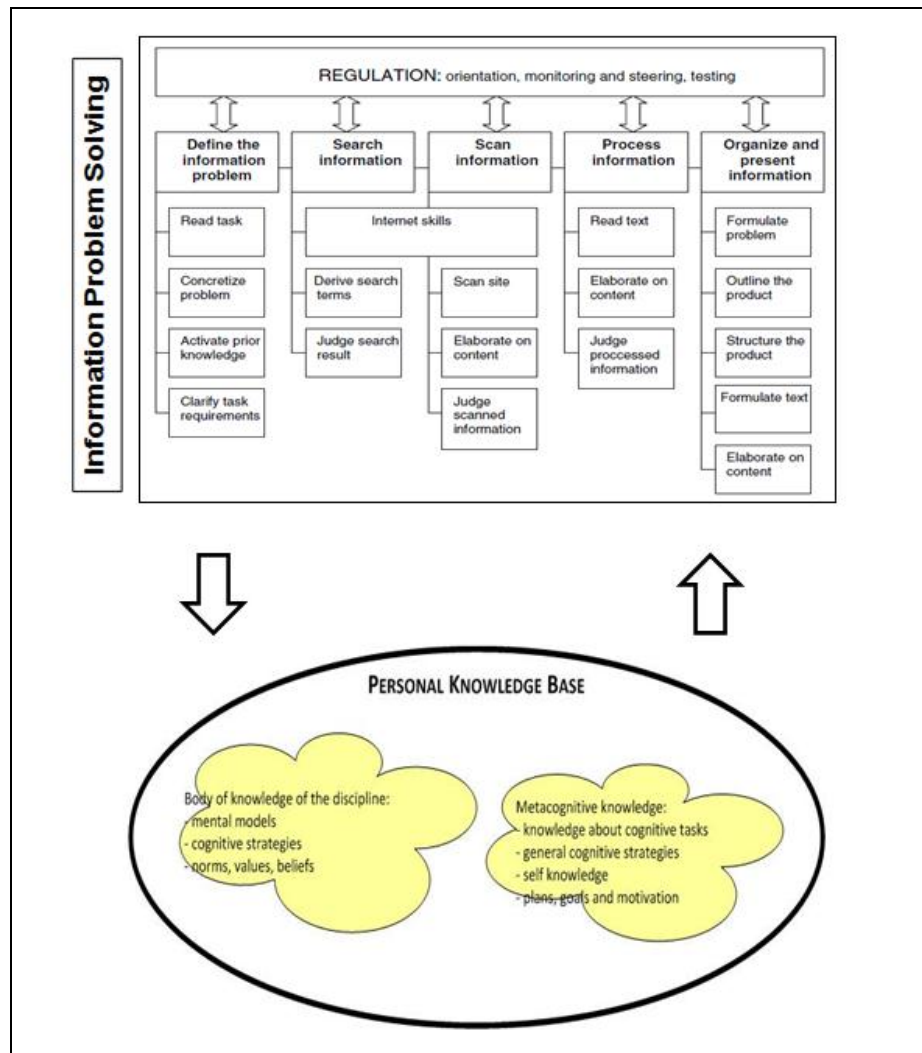 Information Problem Solving
REGULATION: orientation, monitoring and steering, testing
Define the
information
problem
Read task
Concretize
problem
Activate prior
knowledge
Clarify task
requirements
Search
information
Scan
information
Internet skills
Derive search
terms
Judge search
result
Scan site
Elaborate on
content
Judge
scanned
information
Process
information
Read text
Elaborate on
content
Judge
proccessed
information
Organize and
present
information
Formulate
problem
Outline the
product
Structure the
product
Formulate text
Elaborate on
content
PERSONAL KNOWLEDGE BASE
Body of knowledge of the discipline:
- mental models
- cognitive strategies
- norms, values, beliefs
Metacognitive knowledge:
- knowledge about cognitive tasks
- general cognitive strategies
- self knowledge
- plans, goals and motivation